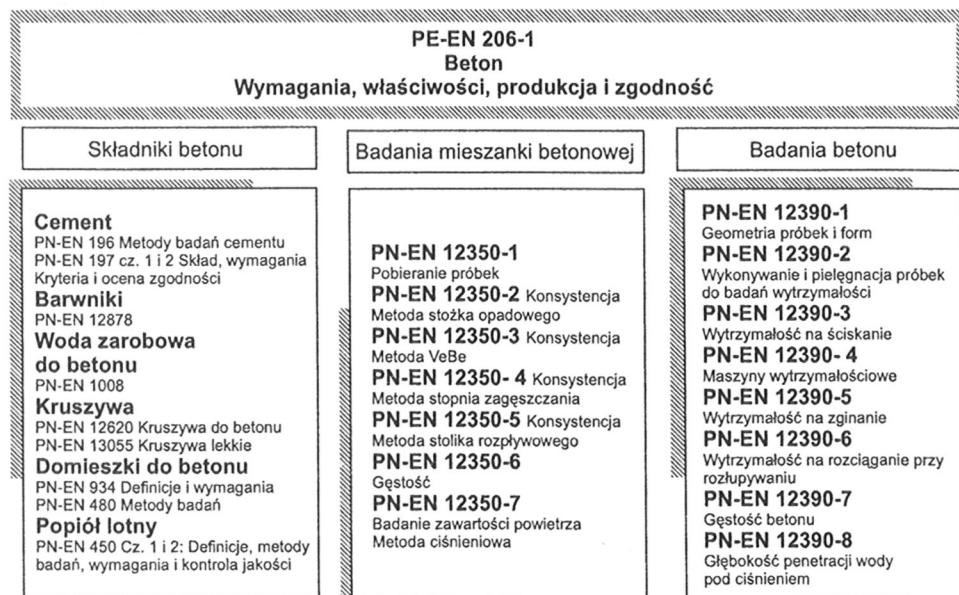 PE-EN 206-1
Beton
Wymagania, właściwości, produkcja i zgodność
Składniki betonu
Cement
PN-EN 196 Metody badań cementu
PN-EN 197 cz. 1 i 2 Skład, wymagania
Kryteria i ocena zgodności
Barwniki
PN-EN 12878
Woda zarobowa
do betonu
PN-EN 1008
Kruszywa
PN-EN 12620 Kruszywa do betonu
PN-EN 13055 Kruszywa lekkie
Domieszki do betonu
PN-EN 934 Definicje i wymagania
PN-EN 480 Metody badań
Popiół lotny
PN-EN 450 Cz. 1 i 2: Definicje, metody
badań, wymagania i kontrola jakości
Badania mieszanki betonowej
PN-EN 12350-1
Pobieranie próbek
PN-EN 12350-2 Konsystencja
Metoda stożka opadowego
PN-EN 12350-3 Konsystencja
Metoda VeBe
PN-EN 12350- 4 Konsystencja
Metoda stopnia zagęszczania
PN-EN 12350-5 Konsystencja
Metoda stolika rozpływowego
PN-EN 12350-6
Gęstość
PN-EN 12350-7
Badanie zawartości powietrza
Metoda ciśnieniowa
Badania betonu
PN-EN 12390-1
Geometria próbek i form
PN-EN 12390-2
Wykonywanie i pielęgnacja próbek
do badań wytrzymałości
PN-EN 12390-3
Wytrzymałość na ściskanie
PN-EN 12390- 4
Maszyny wytrzymałościowe
PN-EN 12390-5
Wytrzymałość na zginanie
PN-EN 12390-6
Wytrzymałość na rozciąganie przy
rozłupywaniu
PN-EN 12390-7
Gęstość betonu
PN-EN 12390-8
Głębokość penetracji wody
pod ciśnieniem